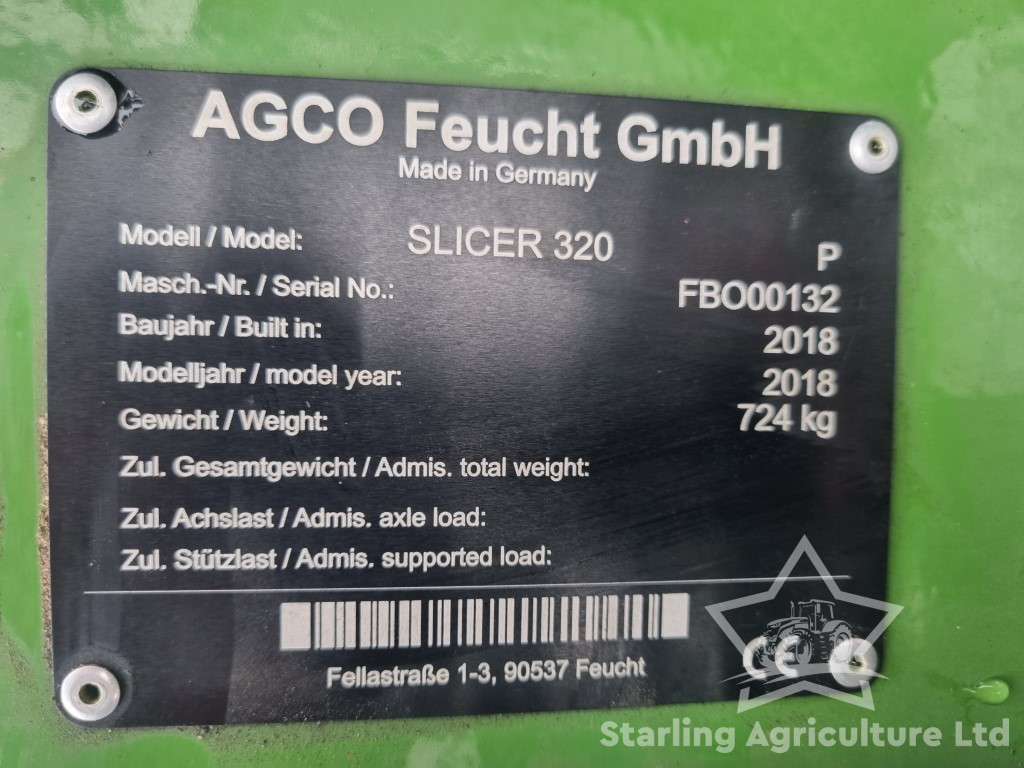 AGCO Feucht GmbH
Made in Germany
Modell / Model: SLICER 320 P
Masch.-Nr. / Serial No.: FBO00132
Baujahr / Built in: 2018
Modelljahr / model year: 2018
Gewicht / Weight: 724 kg
Zul. Gesamtgewicht / Admis. total weight:
Zul. Achslast / Admis. axle load:
Zul. Stützlast / Admis. supported load:
CE
Fellastraße 1-3, 90537 Feucht
Starling Agriculture Ltd